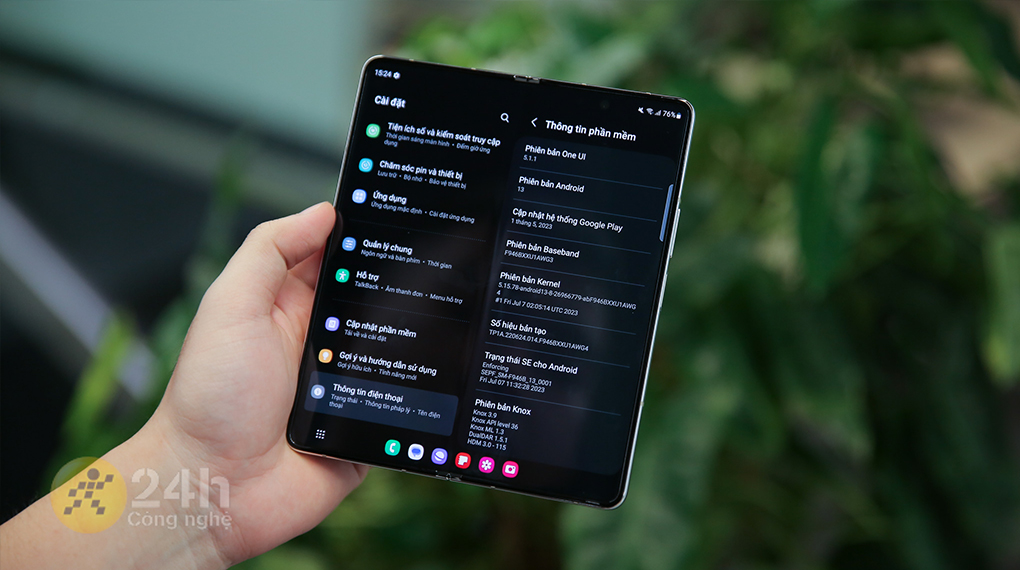 15:24
Cài đặt
Tiện ích số và kiểm soát truy cập
Thời gian sáng màn hình • Đếm giờ ứng
dụng
Chăm sóc pin và thiết bị
Lưu trữ • Bộ nhớ • Bảo vệ thiết bị
Ứng dụng
Ứng dụng mặc định • Cài đặt ứng dụng
Quản lý chung
Ngôn ngữ và bàn phím • Thời gian
Hỗ trợ
TalkBack • Âm thanh đơn • Menu hỗ trợ
Cập nhật phần mềm
Tải về và cài đặt
Gợi ý và hướng dẫn sử dụng
Gợi ý hữu ích • Tính năng mới
Thông tin điện thoại
Trạng thái • Thông tin pháp lý • Tên điện
thoại
76%
Thông tin phần mềm
Phiên bản One UI
5.1.1
Phiên bản Android
13
Cập nhật hệ thống Google Play
1 tháng 5, 2023
Phiên bản Baseband
F946BXXU1AWG3
Phiên bản Kernel
5.15.78-android13-8-26966779-abF946BXXU1AWG
4
#1 Fri Jul 7 02:05:14 UTC 2023
Số hiệu bản tạo
TP1A.220624.014.F946BXXU1AWG4
Trạng thái SE cho Android
Enforcing
SEPF_SM-F946B_13_0001
Fri Jul 07 11:32:28 2023
Phiên bản Knox
Knox 3.9
Knox API level 36
Knox ML 1.3
DualDAR 1.5.1
HDM 3.0 - 115
24h
Công nghệ